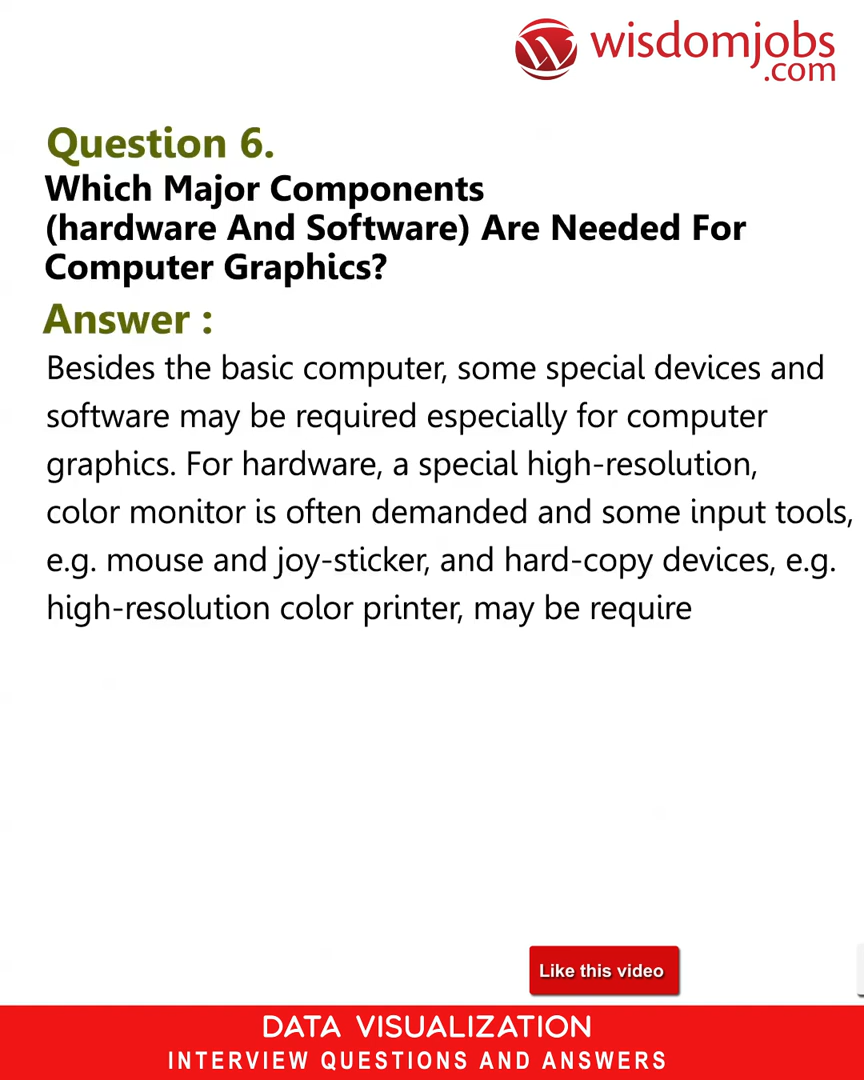 wisdomjobs
.com
Question 6.
Which Major Components
(hardware And Software) Are Needed For
Computer Graphics?
Answer :
Besides the basic computer, some special devices and
software may be required especially for computer
graphics. For hardware, a special high-resolution,
color monitor is often demanded and some input tools,
e.g. mouse and joy-sticker, and hard-copy devices, e.g.
high-resolution color printer, may be require
Like this video
DATA VISUALIZATION
INTERVIEW QUESTIONS AND ANSWERS